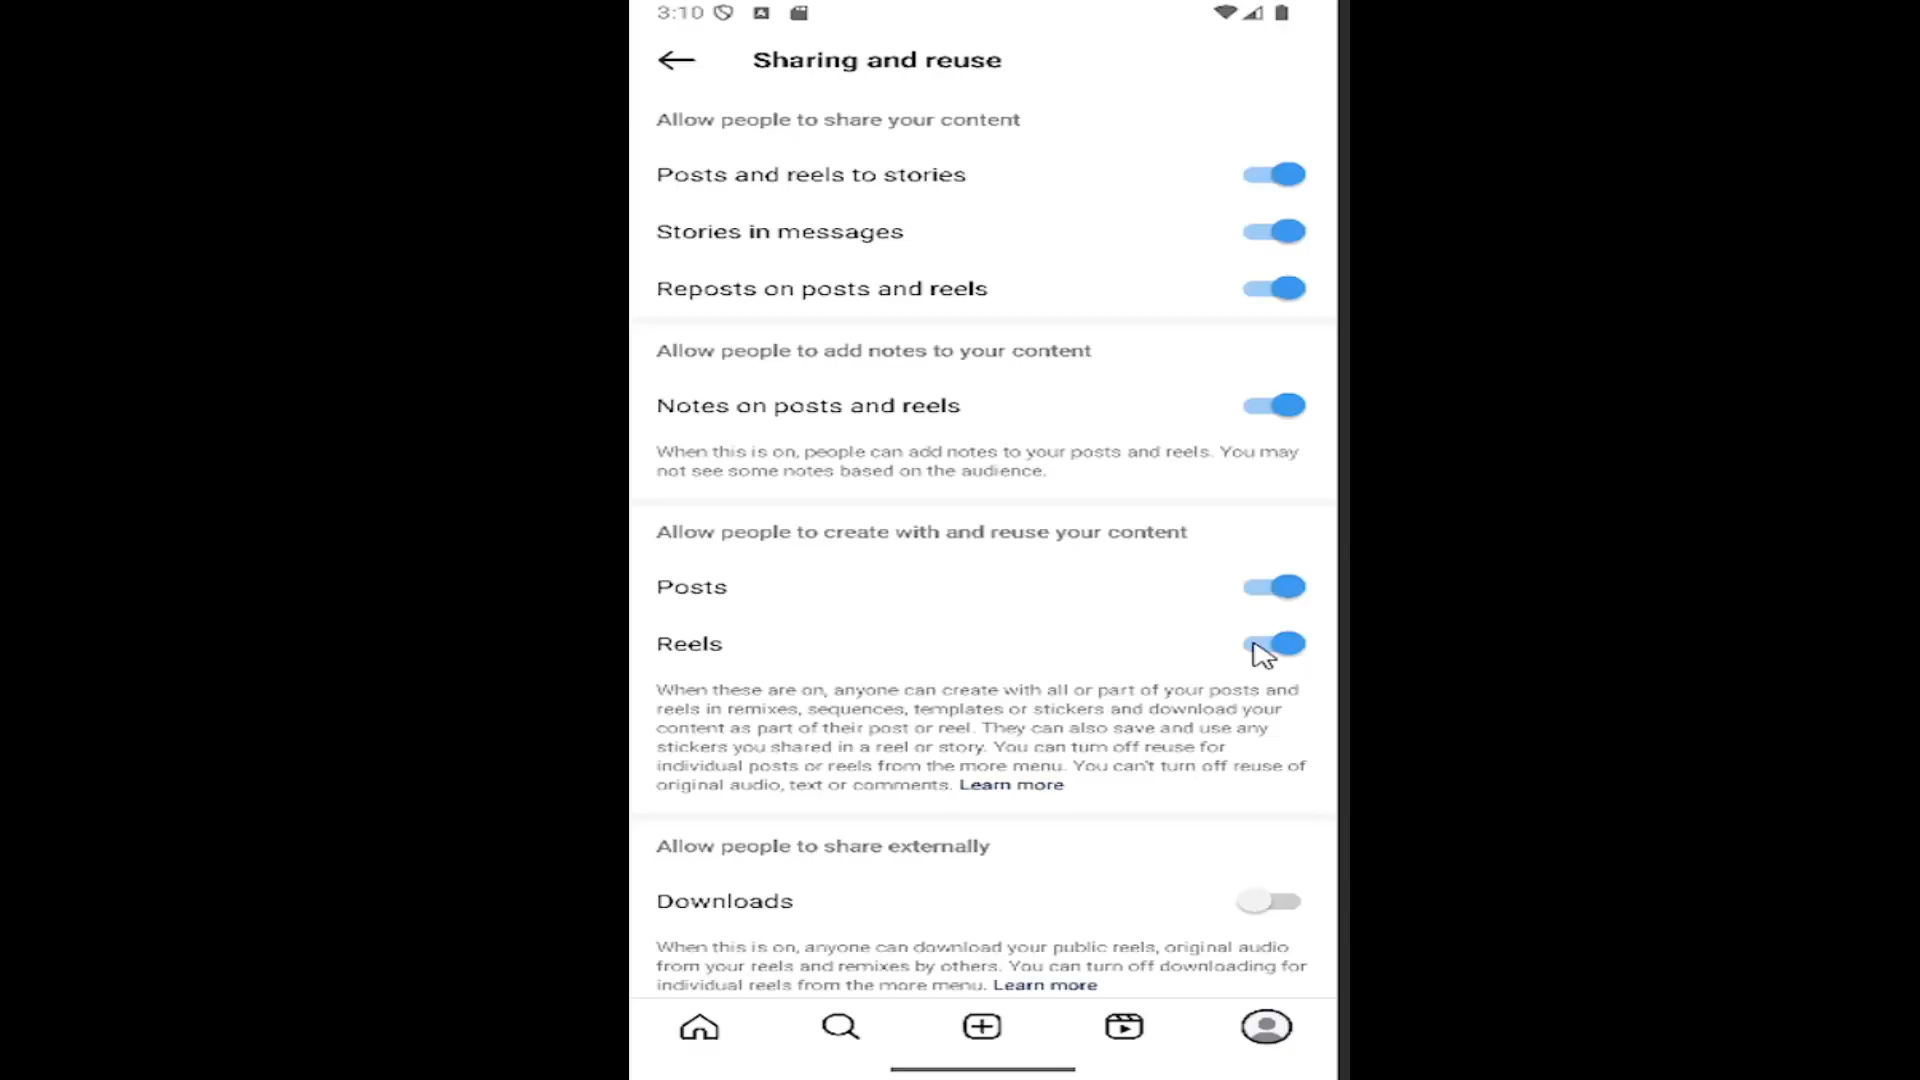 3:10
Sharing and reuse
Allow people to share your content
Posts and reels to stories
Stories in messages
Reposts on posts and reels
Allow people to add notes to your content
Notes on posts and reels
When this is on, people can add notes to your posts and reels. You may
not see some notes based on the audience.
Allow people to create with and reuse your content
Posts
Reels
When these are on, anyone can create with all or part of your posts and
reels in remixes, sequences, templates or stickers and download your
content as part of their post or reel. They can also save and use any
stickers you shared in a reel or story. You can turn off reuse for
individual posts or reels from the more menu. You can't turn off reuse of
original audio, text or comments. Learn more
Allow people to share externally
Downloads
When this is on, anyone can download your public reels, original audio
from your reels and remixes by others. You can turn off downloading for
individual reels from the more menu. Learn more